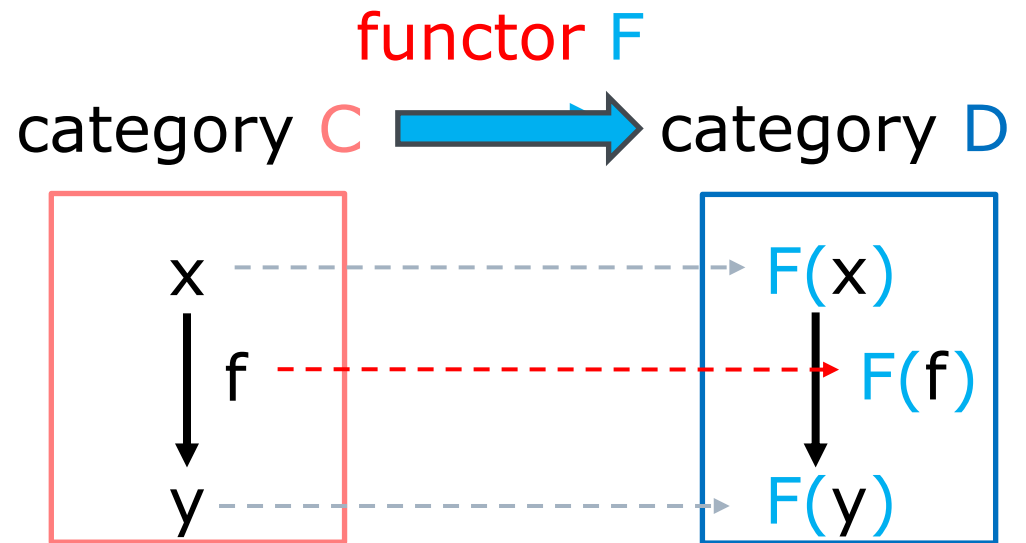 functor F
category C category D
x F(x)
f F(f)
y F(y)